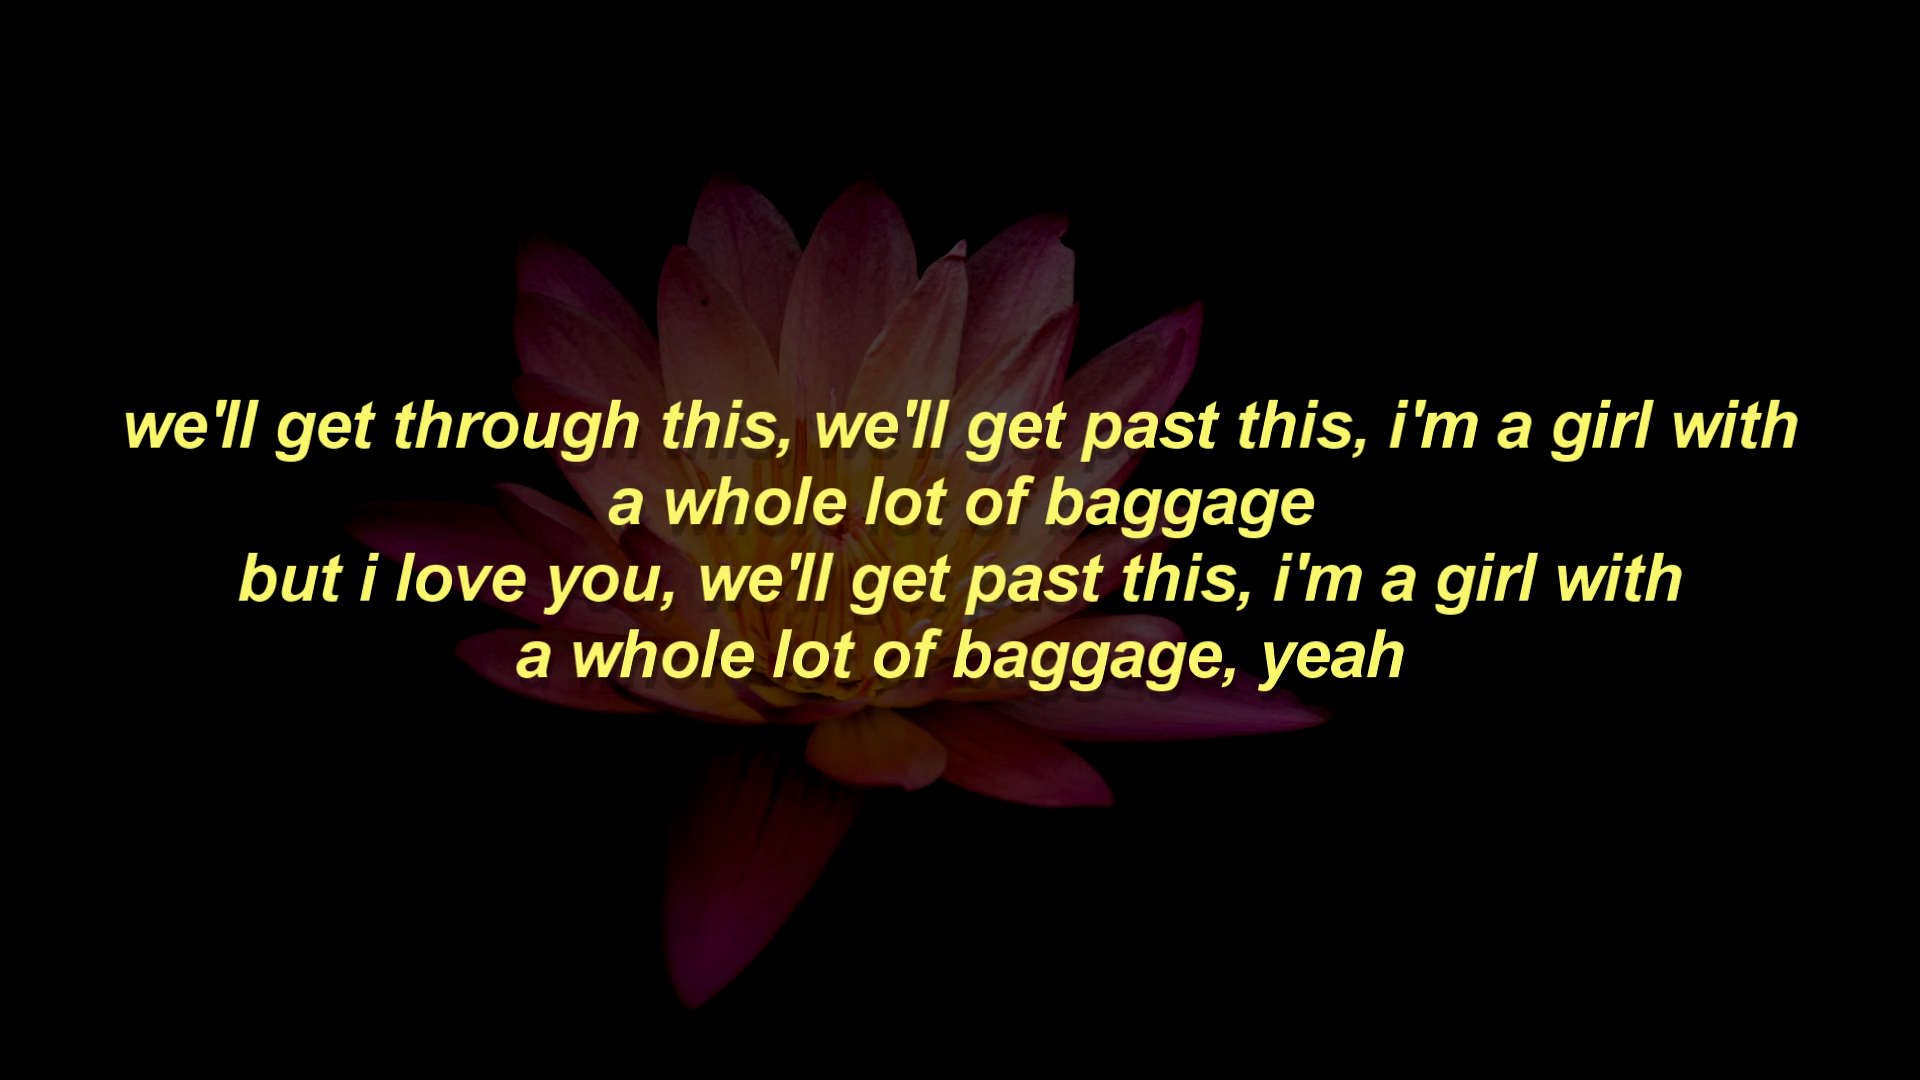 we'll get through this, we'll get past this, i'm a girl with
a whole lot of baggage
but i love you, we'll get past this, i'm a girl with
a whole lot of baggage, yeah